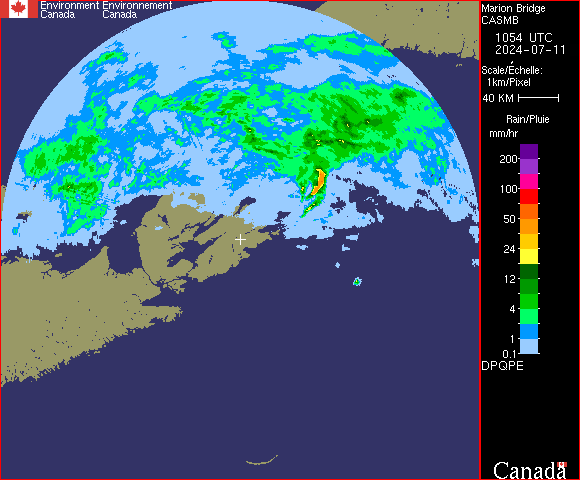 Environment Environnement
Canada Canada
Marion Bridge
CASMB
1054 UTC
2024-07-11
Scale/Echelle:
1km/Pixel
40 KM
Rain/Pluie
mm/hr
200
100
50
24
12
4
1
0.1
DPQPE
Canada